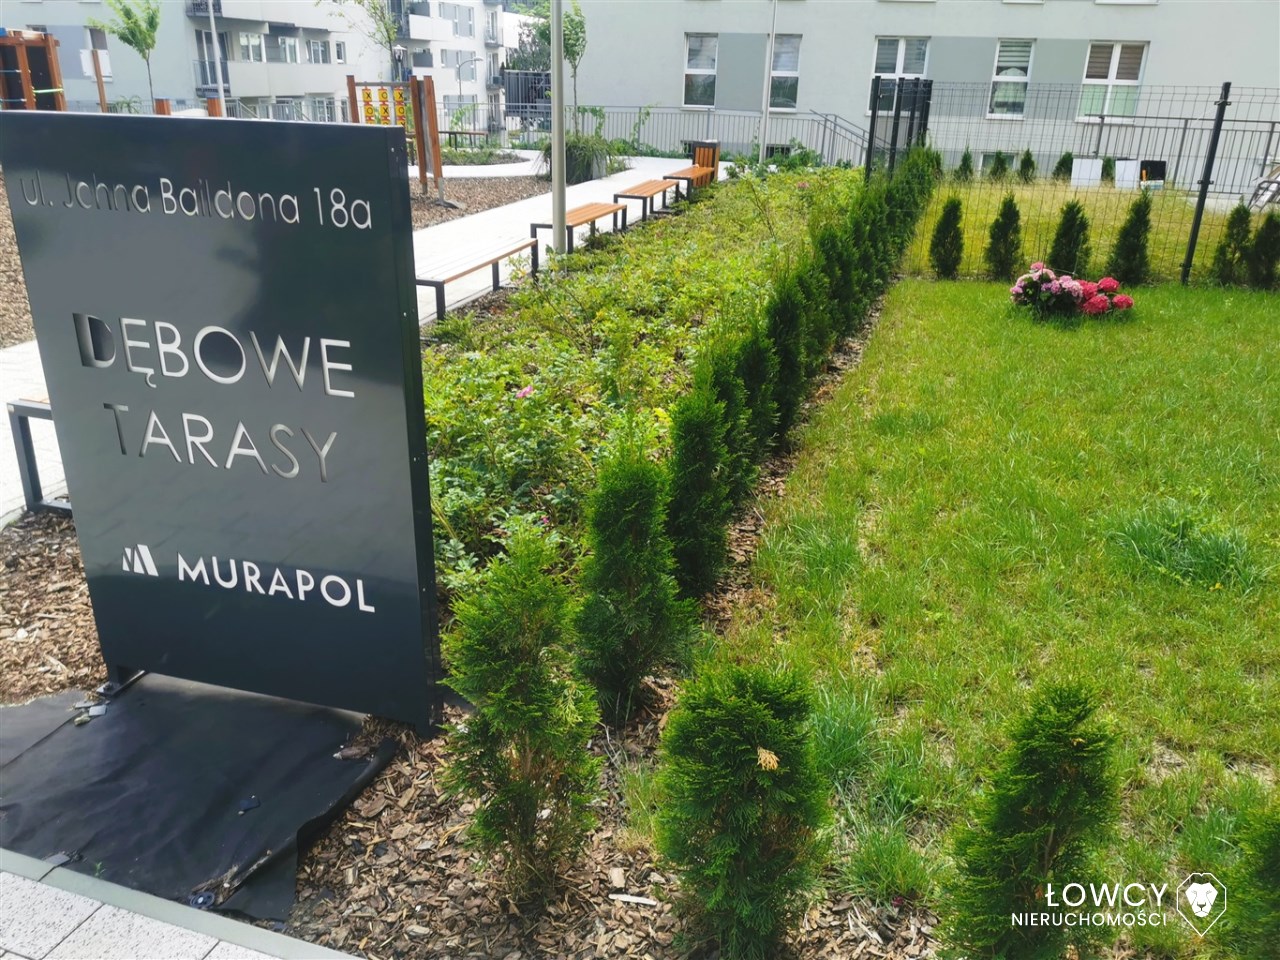 ul. Johna Baildona 18a
DĘBOWE
TARASY
MURAPOL
ŁOWCY
NIERUCHOMOŚCI